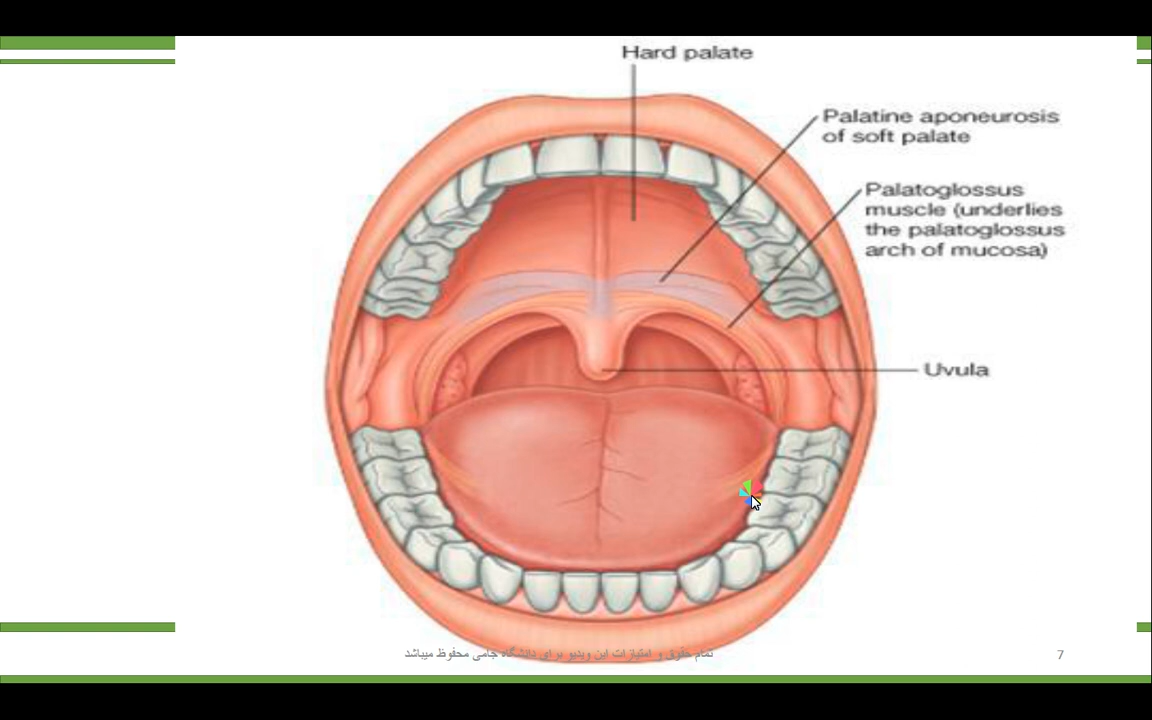 Hard palate
Palatine aponeurosis
of soft palate
Palatoglossus
muscle (underlies
the palatoglossus
arch of mucosa)
Uvula
تمام حقوق و امتیازات این ویدیو برای دانشگاه جامی محفوظ میباشد
7